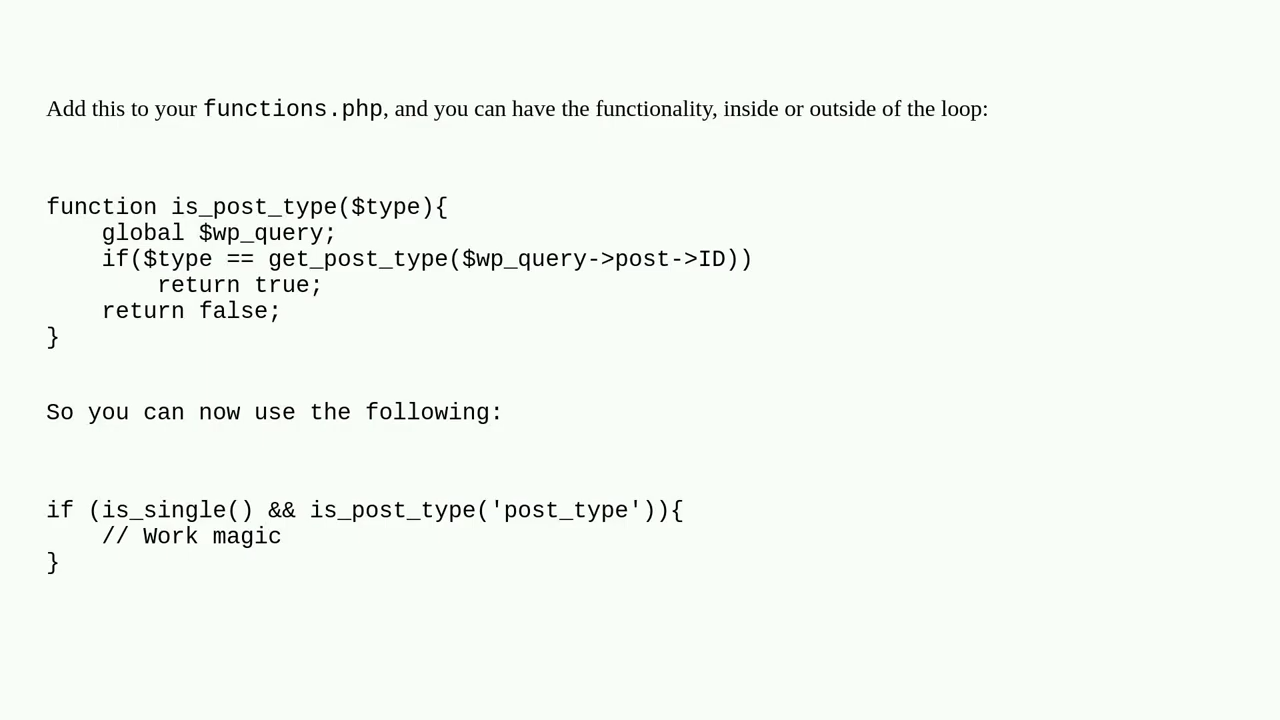 Add this to your functions.php, and you can have the functionality, inside or outside of the loop:
function is_post_type($type){
    global $wp_query;
    if($type == get_post_type($wp_query->post->ID))
        return true;
    return false;
}
So you can now use the following:
if (is_single() && is_post_type('post_type')){
    // Work magic
}